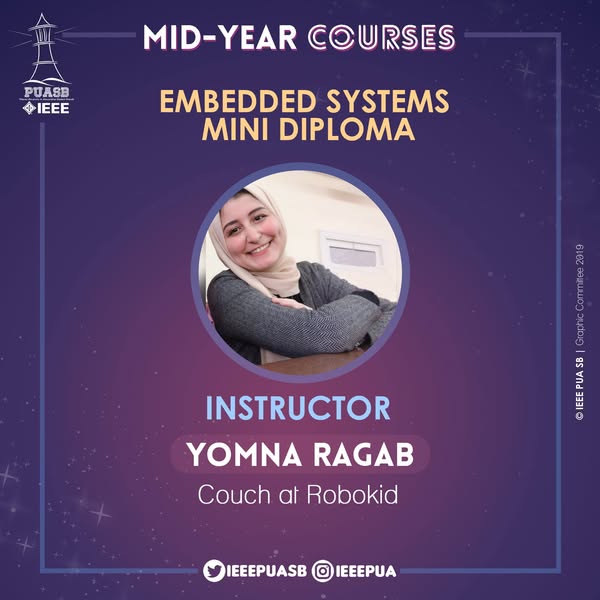 MID-YEAR COURSES
PUASB
IEEE
EMBEDDED SYSTEMS
MINI DIPLOMA
INSTRUCTOR
YOMNA RAGAB
Couch at Robokid
© IEEE PUA SB | Graphic Committee 2019
IEEEPUASB IEEEPUA